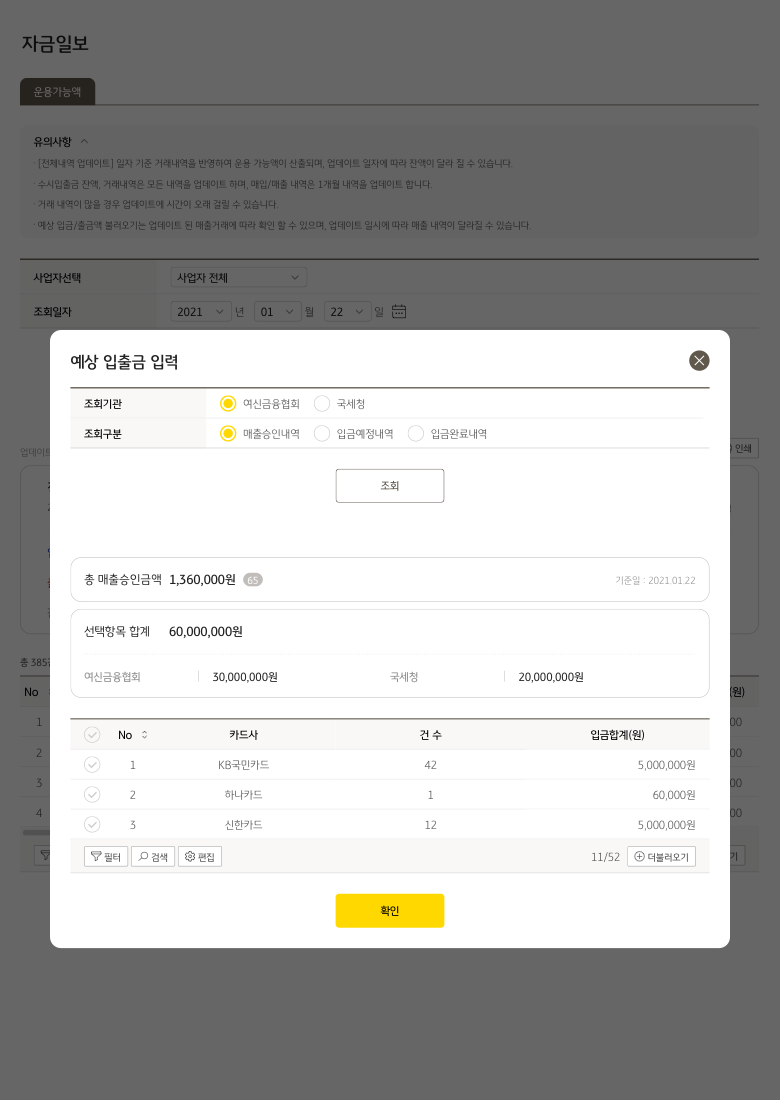 자금일보
운용가능액
유의사항
· [전체내역 업데이트] 일자 기준 거래내역을 반영하여 운용 가능액이 산출되며, 업데이트 일자에 따라 잔액이 달라 질 수 있습니다.
· 수시입출금 잔액, 거래내역은 모든 내역을 업데이트 하며, 매입/매출 내역은 1개월 내역을 업데이트 합니다.
· 거래 내역이 많을 경우 업데이트에 시간이 오래 걸릴 수 있습니다.
· 예상 입금/출금액 불러오기는 업데이트 된 매출거래에 따라 확인 할 수 있으며, 업데이트 일시에 따라 매출 내역이 달라질 수 있습니다.
사업자선택 사업자 전체
조회일자 2021 년 01 월 22 일
예상 입출금 입력
조회기관 여신금융협회 국세청
조회구분 매출승인내역 입금예정내역 입금완료내역
업데이트 인쇄
조회
총 매출승인금액 1,360,000원 65 기준일 : 2021.01.22
선택항목 합계 60,000,000원
총 385
여신금융협회 30,000,000원 국세청 20,000,000원
No (원)
No 카드사 건 수 입금합계(원)
1 00
1 KB국민카드 42 5,000,000원
2 00
2 하나카드 1 60,000원
3 00
3 신한카드 12 5,000,000원
4 00
필터 검색 편집 11/52 더불러오기
기
확인